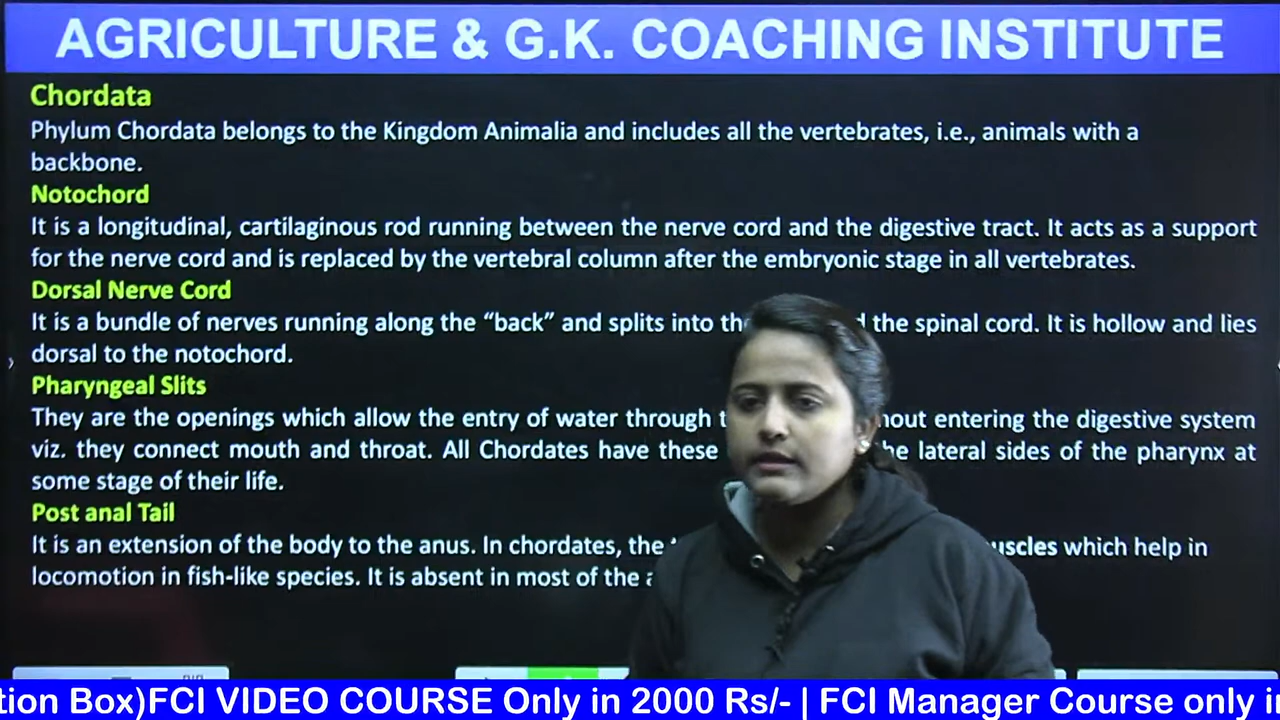 AGRICULTURE & G.K. COACHING INSTITUTE
Chordata
Phylum Chordata belongs to the Kingdom Animalia and includes all the vertebrates, i.e., animals with a
backbone.
Notochord
It is a longitudinal, cartilaginous rod running between the nerve cord and the digestive tract. It acts as a support
for the nerve cord and is replaced by the vertebral column after the embryonic stage in all vertebrates.
Dorsal Nerve Cord
It is a bundle of nerves running along the “back” and splits into the spinal cord. It is hollow and lies
dorsal to the notochord.
Pharyngeal Slits
They are the openings which allow the entry of water through entering the digestive system
viz. they connect mouth and throat. All Chordates have these lateral sides of the pharynx at
some stage of their life.
Post anal Tail
It is an extension of the body to the anus. In chordates, the which help in
locomotion in fish-like species. It is absent in most of the
tion Box)FCI VIDEO COURSE Only in 2000 Rs/- | FCI Manager Course only i